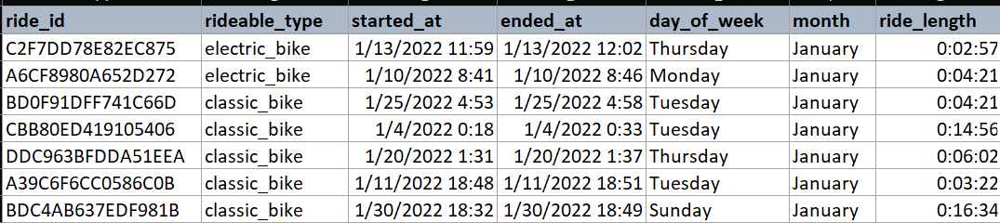 ride_id rideable_type started_at ended_at day_of_week month ride_length
C2F7DD78E82EC875 electric_bike 1/13/2022 11:59 1/13/2022 12:02 Thursday January 0:02:57
A6CF8980A652D272 electric_bike 1/10/2022 8:41 1/10/2022 8:46 Monday January 0:04:21
BD0F91DFF741C66D classic_bike 1/25/2022 4:53 1/25/2022 4:58 Tuesday January 0:04:21
CBB80ED419105406 classic_bike 1/4/2022 0:18 1/4/2022 0:33 Tuesday January 0:14:56
DDC963BFDDA51EEA classic_bike 1/20/2022 1:31 1/20/2022 1:37 Thursday January 0:06:02
A39C6F6CC0586C0B classic_bike 1/11/2022 18:48 1/11/2022 18:51 Tuesday January 0:03:22
BDC4AB637EDF981B classic_bike 1/30/2022 18:32 1/30/2022 18:49 Sunday January 0:16:34